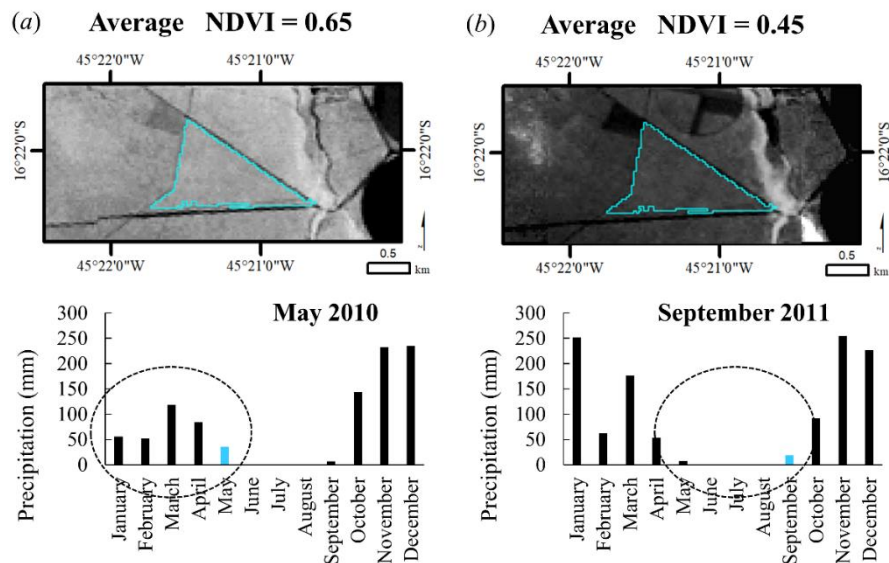 (a) Average NDVI = 0.65
45°22'0"W 45°21'0"W
16°22'0"S
16°22'0"S
0.5
km
45°22'0"W 45°21'0"W
May 2010
Precipitation (mm)
300
250
200
150
100
50
0
January
February
March
April
May
June
July
August
September
October
November
December
(b) Average NDVI = 0.45
45°22'0"W 45°21'0"W
16°22'0"S
16°22'0"S
0.5
km
45°22'0"W 45°21'0"W
September 2011
Precipitation (mm)
300
250
200
150
100
50
0
January
February
March
April
May
June
July
August
September
October
November
December